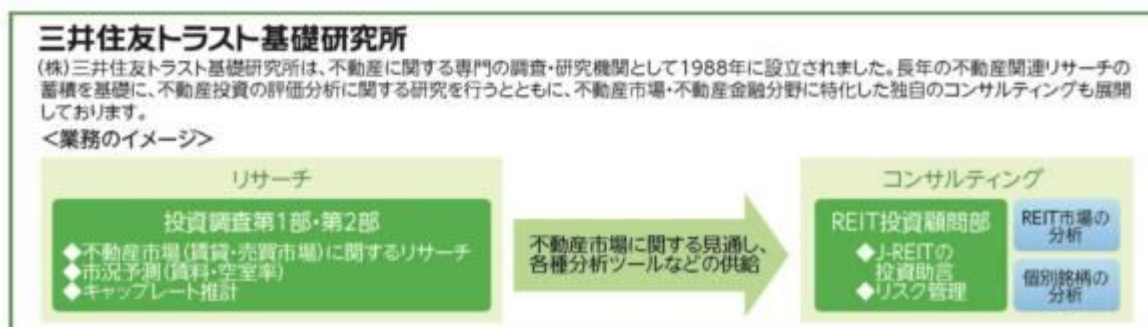 三井住友トラスト基礎研究所
(株)三井住友トラスト基礎研究所は、不動産に関する専門の調査・研究機関として1988年に設立されました。長年の不動産関連リサーチの
蓄積を基礎に、不動産投資の評価分析に関する研究を行うとともに、不動産市場・不動産金融分野に特化した独自のコンサルティングも展開
しております。
<業務のイメージ>
リサーチ
投資調査第1部・第2部
◆不動産市場(賃貸・売買市場)に関するリサーチ
◆市況予測(賃料・空室率)
◆キャップレート推計
不動産市場に関する見通し、
各種分析ツールなどの供給
コンサルティング
REIT投資顧問部
◆J-REITの
投資助言
◆リスク管理
REIT市場の
分析
個別銘柄の
分析